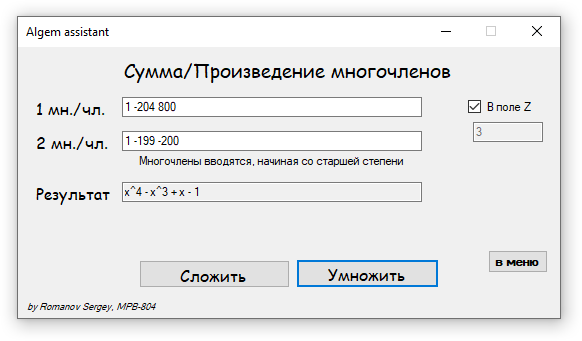 Algem assistant
Сумма/Произведение многочленов
1 мн./чл.
1 -204 800
В поле Z
3
2 мн./чл.
1 -199 -200
Многочлены вводятся, начиная со старшей степени
Результат
x^4 - x^3 + x - 1
в меню
Сложить
Умножить
by Romanov Sergey, MPB-804